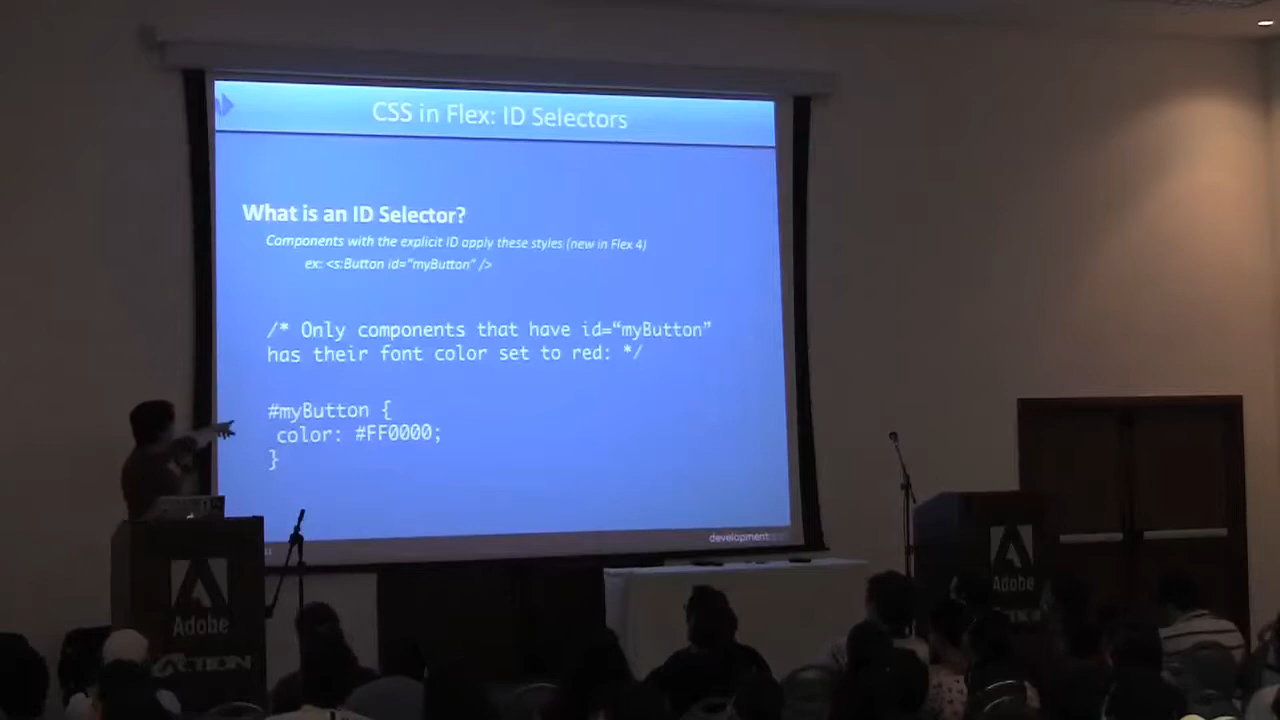 CSS in Flex: ID Selectors
What is an ID Selector?
Components with the explicit ID apply these styles (new in Flex 4)
ex: <s:Button id="myButton" />
/* Only components that have id=“myButton”
has their font color set to red: */
#myButton {
color: #FF0000;
}
development
Adobe
Adobe
ACTION